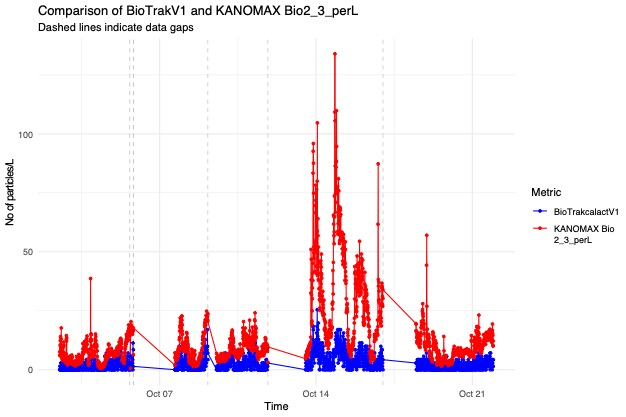 Comparison of BioTrakV1 and KANOMAX Bio2_3_perL
Dashed lines indicate data gaps
No of particles/L
100
50
0
Oct 07
Oct 14
Oct 21
Time
Metric
BioTrakcalactV1
KANOMAX Bio
2_3_perL